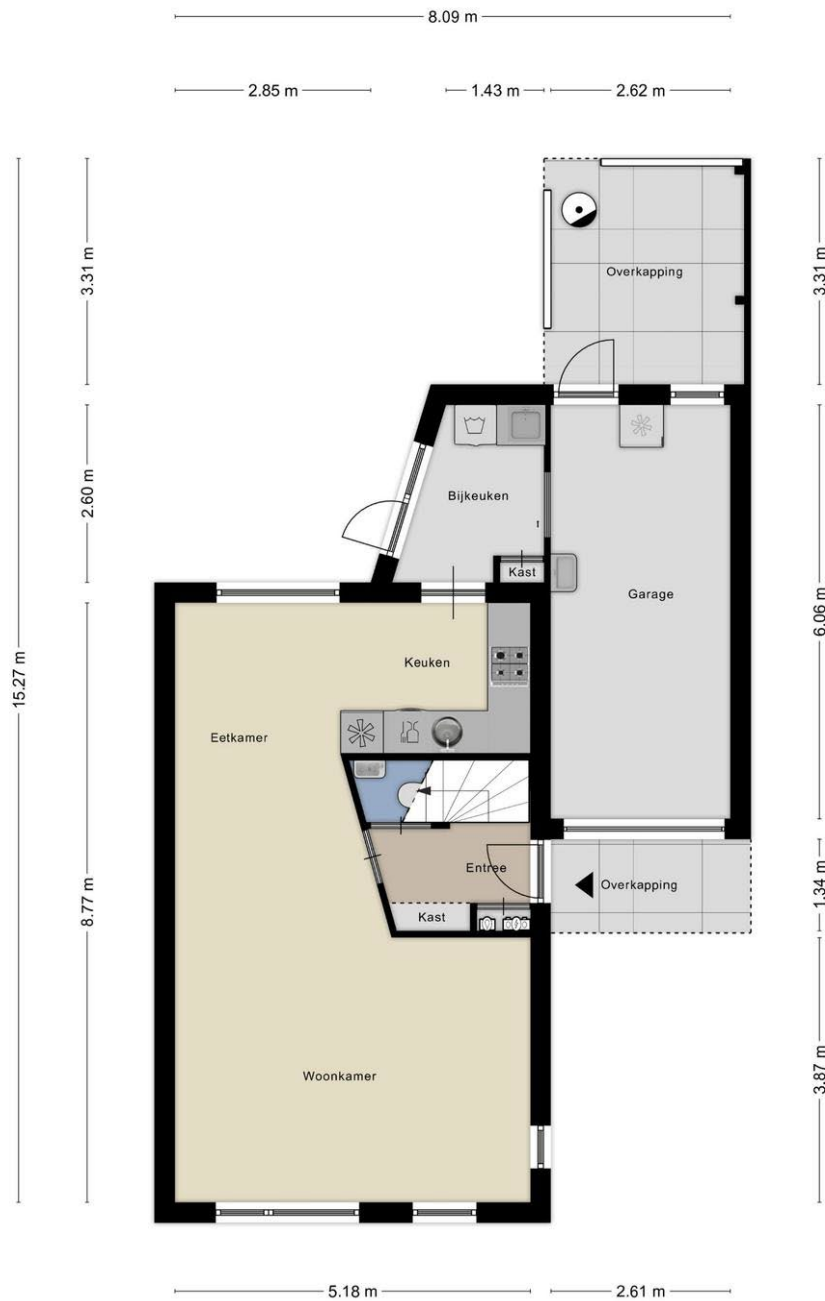 8.09 m
2.85 m
1.43 m
2.62 m
3.31 m
3.31 m
Overkapping
2.60 m
Bijkeuken
Kast
Garage
6.06 m
15.27 m
Keuken
Eetkamer
Entree
Overkapping
1.34 m
Kast
8.77 m
Woonkamer
3.87 m
5.18 m
2.61 m